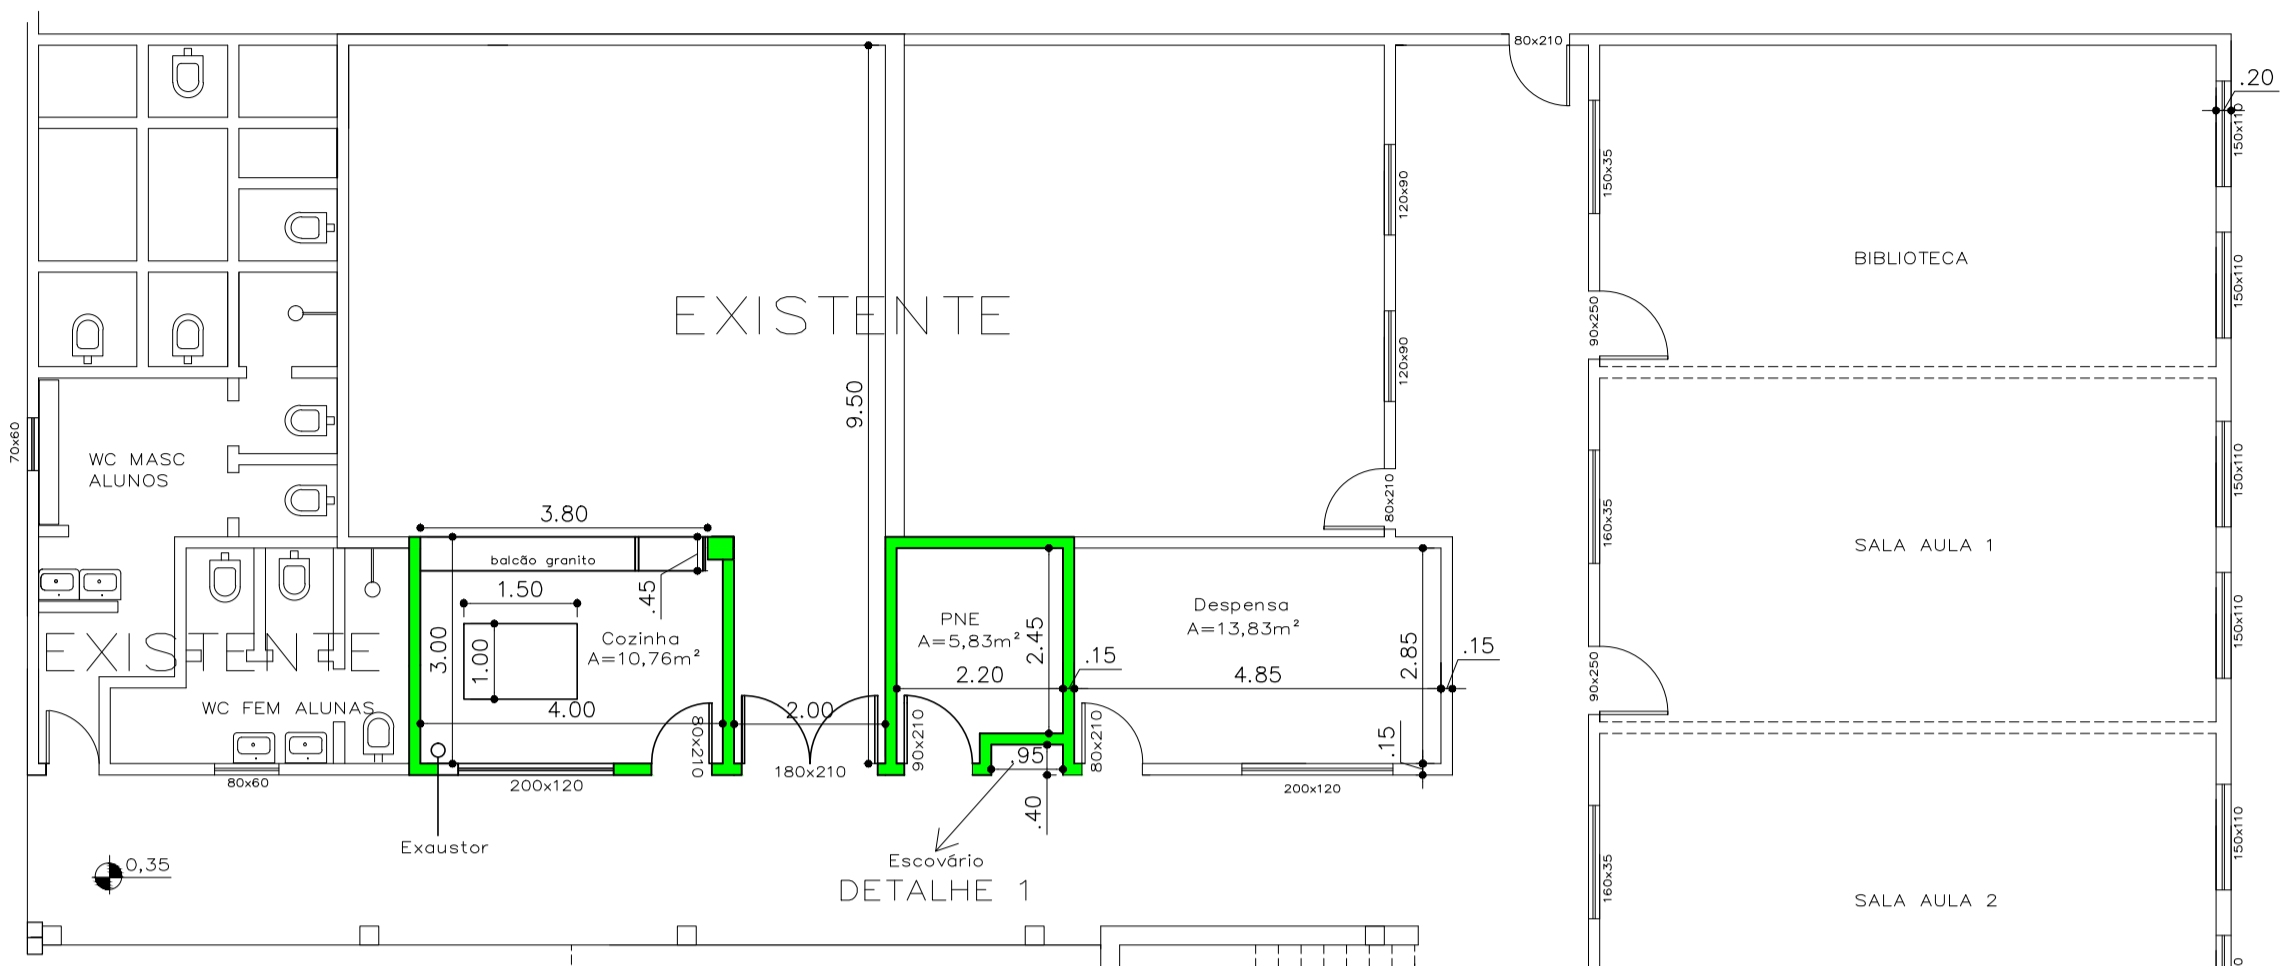 80x210
.20
150x110
150x35
120x90
BIBLIOTECA
150x110
EXISTENTE
90x250
120x90
9.50
70x60
WC MASC
ALUNOS
150x110
80x210
3.80
160x35
SALA AULA 1
balcão granito
1.50
.45
Despensa
A=13,83m²
150x110
EXISTENTE
3.00
1.00
Cozinha
A=10,76m²
PNE
A=5,83m²
2.45
.15
2.85
.15
2.20
4.85
90x250
WC FEM ALUNAS
4.00
2.00
80x210
90x210
80x210
.15
.95
180x210
80x60
200x120
200x120
.40
Exaustor
0,35
Escovário
DETALHE 1
150x110
160x35
SALA AULA 2